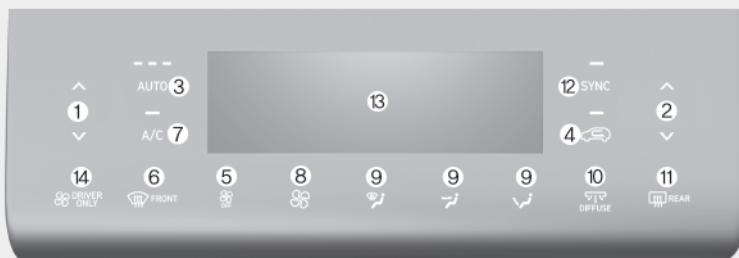 AUTO ③
⑬
⑫ SYNC
①
②
A/C ⑦
④
⑭ ⑥ ⑤ ⑧ ⑨ ⑨ ⑨ ⑩ ⑪
DRIVER ONLY
FRONT
OFF
DIFFUSE
REAR